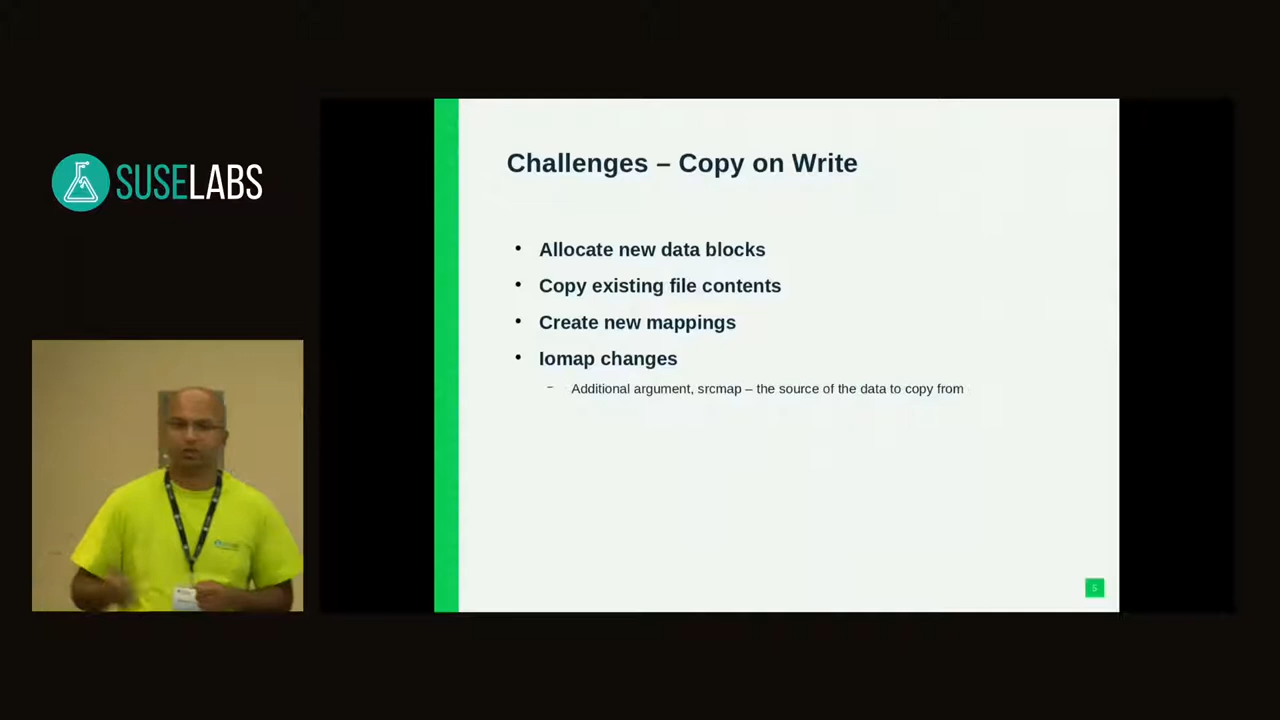 SUSELABS
Challenges – Copy on Write
• Allocate new data blocks
• Copy existing file contents
• Create new mappings
• Iomap changes
– Additional argument, srcmap – the source of the data to copy from
5